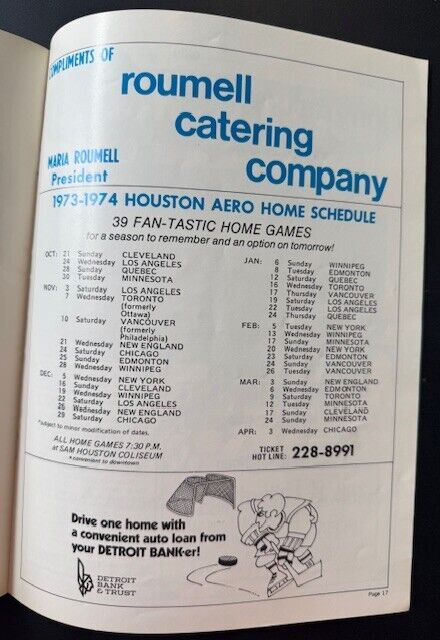 COMPLIMENTS OF
roumell
catering
company
MARIA ROUMELL
President
1973-1974 HOUSTON AERO HOME SCHEDULE
39 FAN-TASTIC HOME GAMES
for a season to remember and an option on tomorrow!
OCT: 21 Sunday CLEVELAND
24 Wednesday LOS ANGELES
28 Sunday QUEBEC
30 Tuesday MINNESOTA
NOV: 3 Saturday LOS ANGELES
7 Wednesday TORONTO
(formerly
Ottawa)
10 Saturday VANCOUVER
(formerly
Philadelphia)
21 Wednesday NEW ENGLAND
24 Saturday CHICAGO
25 Sunday EDMONTON
28 Wednesday WINNIPEG
DEC: 5 Wednesday NEW YORK
16 Sunday CLEVELAND
19 Wednesday WINNIPEG
22 Saturday LOS ANGELES
26 Wednesday NEW ENGLAND
29 Saturday CHICAGO
*subject to minor modification of dates.
JAN: 6 Sunday WINNIPEG
8 Tuesday EDMONTON
12 Saturday QUEBEC
16 Wednesday TORONTO
17 Thursday VANCOUVER
19 Saturday LOS ANGELES
22 Tuesday LOS ANGELES
24 Thursday QUEBEC
FEB: 5 Tuesday NEW YORK
13 Wednesday WINNIPEG
17 Sunday MINNESOTA
20 Wednesday NEW YORK
23 Saturday EDMONTON
24 Sunday VANCOUVER
26 Tuesday VANCOUVER
MAR: 3 Sunday NEW ENGLAND
6 Wednesday EDMONTON
9 Saturday TORONTO
12 Tuesday MINNESOTA
17 Sunday CLEVELAND
24 Sunday MINNESOTA
APR: 3 Wednesday CHICAGO
ALL HOME GAMES 7:30 P.M.
at SAM HOUSTON COLISEUM
*convenient to downtown
TICKET
HOT LINE: 228-8991
Drive one home with
a convenient auto loan from
your DETROIT BANK-er!
DETROIT
BANK
& TRUST
Page 17